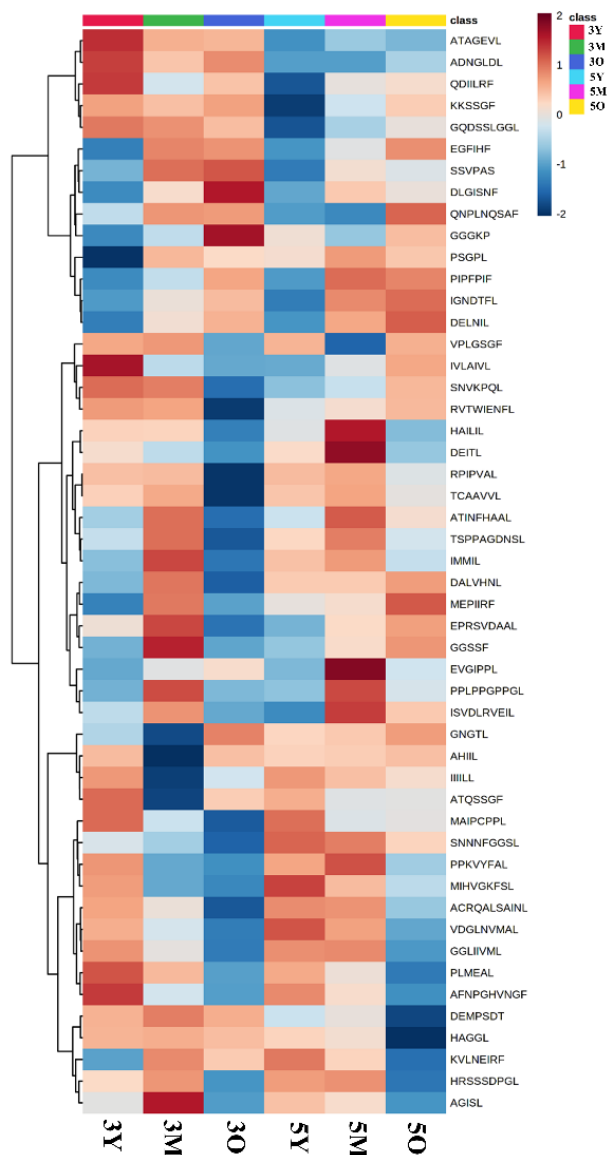 class
class
3Y
3M
3O
5Y
5M
5O
2
1
0
-1
-2
ATAGEVL
ADNGLDL
QDIILRF
KKSSGF
GQDSSLGGL
EGFIHF
SSVPAS
DLGISNF
QNPLNQSAF
GGGKP
PSGPL
PIPFPIF
IGNDTFL
DELNIL
VPLGSGF
IVLAIVL
SNVKPQL
RVTWIENFL
HAILIL
DEITL
RPIPVAL
TCAAVVL
ATINFHAAL
TSPPAGDNSL
IMMIL
DALVHNL
MEPIIRF
EPRSVDAAL
GGSSF
EVGIPPL
PPLPPGPPGL
ISVDLRVEIL
GNGTL
AHIIL
IIIILL
ATQSSGF
MAIPCPPL
SNNNFGGSL
PPKVYFAL
MIHVGKFSL
ACRQALSAINL
VDGLNVMAL
GGLIIVML
PLMEAL
AFNPGHVNGF
DEMPSDT
HAGGL
KVLNEIRF
HRSSSDPGL
AGISL
3Y 3M 3O 5Y 5M 5O